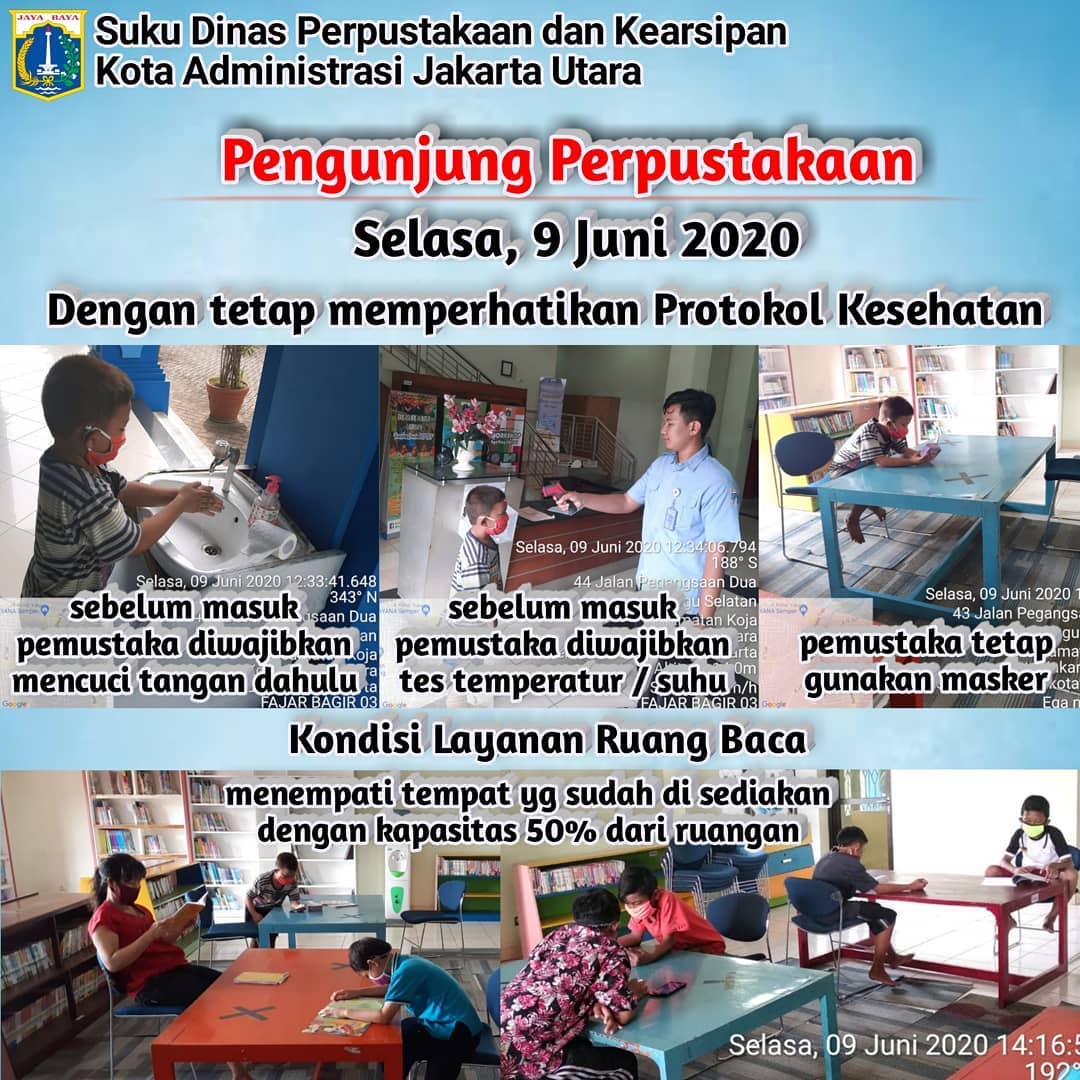 JAYA RAYA
Suku Dinas Perpustakaan dan Kearsipan
Kota Administrasi Jakarta Utara
Pengunjung Perpustakaan
Selasa, 9 Juni 2020
Dengan tetap memperhatikan Protokol Kesehatan
Selasa, 09 Juni 2020 12:33:41.648
343° N
sebelum masuk
pemustaka diwajibkan
mencuci tangan dahulu
FAJAR BAGIR 03
Google
Selasa, 09 Juni 2020 12:34:06.794
188° S
44 Jalan Pegangsaan Dua
sebelum masuk
pemustaka diwajibkan
tes temperatur / suhu
FAJAR BAGIR 03
Google
Selasa, 09 Juni 2020
43 Jalan
pemustaka tetap
gunakan masker
Google
Kondisi Layanan Ruang Baca
menempati tempat yg sudah di sediakan
dengan kapasitas 50% dari ruangan
Selasa, 09 Juni 2020 14:16:5
192°